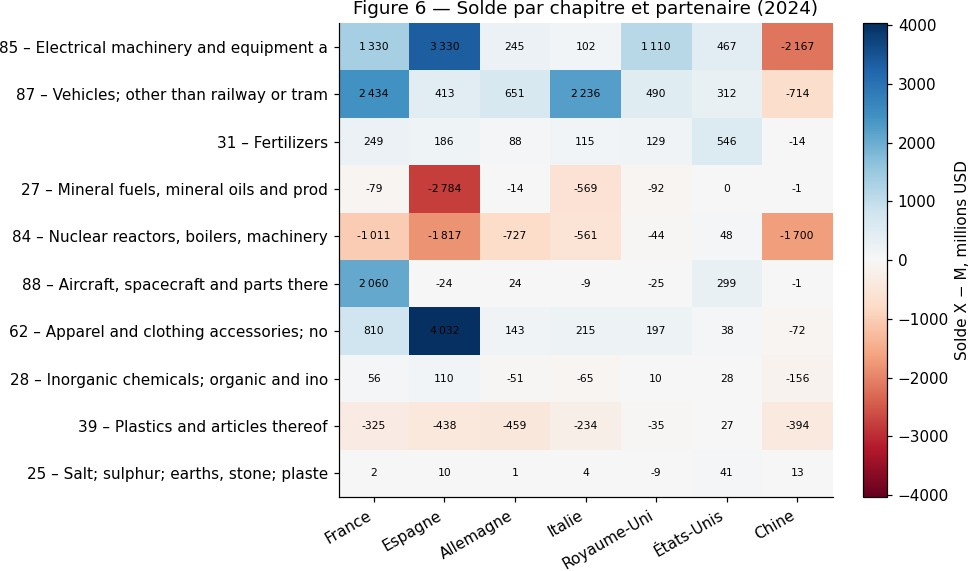 Figure 6 — Solde par chapitre et partenaire (2024)
85 – Electrical machinery and equipment a 1 330 3 330 245 102 1 110 467 -2 167
87 – Vehicles; other than railway or tram 2 434 413 651 2 236 490 312 -714
31 – Fertilizers 249 186 88 115 129 546 -14
27 – Mineral fuels, mineral oils and prod -79 -2 784 -14 -569 -92 0 -1
84 – Nuclear reactors, boilers, machinery -1 011 -1 817 -727 -561 -44 48 -1 700
88 – Aircraft, spacecraft and parts there 2 060 -24 24 -9 -25 299 -1
62 – Apparel and clothing accessories; no 810 4 032 143 215 197 38 -72
28 – Inorganic chemicals; organic and ino 56 110 -51 -65 10 28 -156
39 – Plastics and articles thereof -325 -438 -459 -234 -35 27 -394
25 – Salt; sulphur; earths, stone; plaste 2 10 1 4 -9 41 13
France Espagne Allemagne Italie Royaume-Uni États-Unis Chine
4000
3000
2000
1000
0
−1000
−2000
−3000
−4000
Solde X − M, millions USD